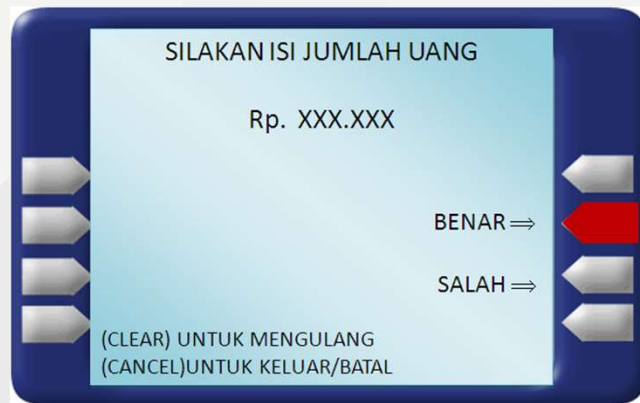 SILAKAN ISI JUMLAH UANG
Rp. XXX.XXX
BENAR ⇒
SALAH ⇒
(CLEAR) UNTUK MENGULANG
(CANCEL)UNTUK KELUAR/BATAL